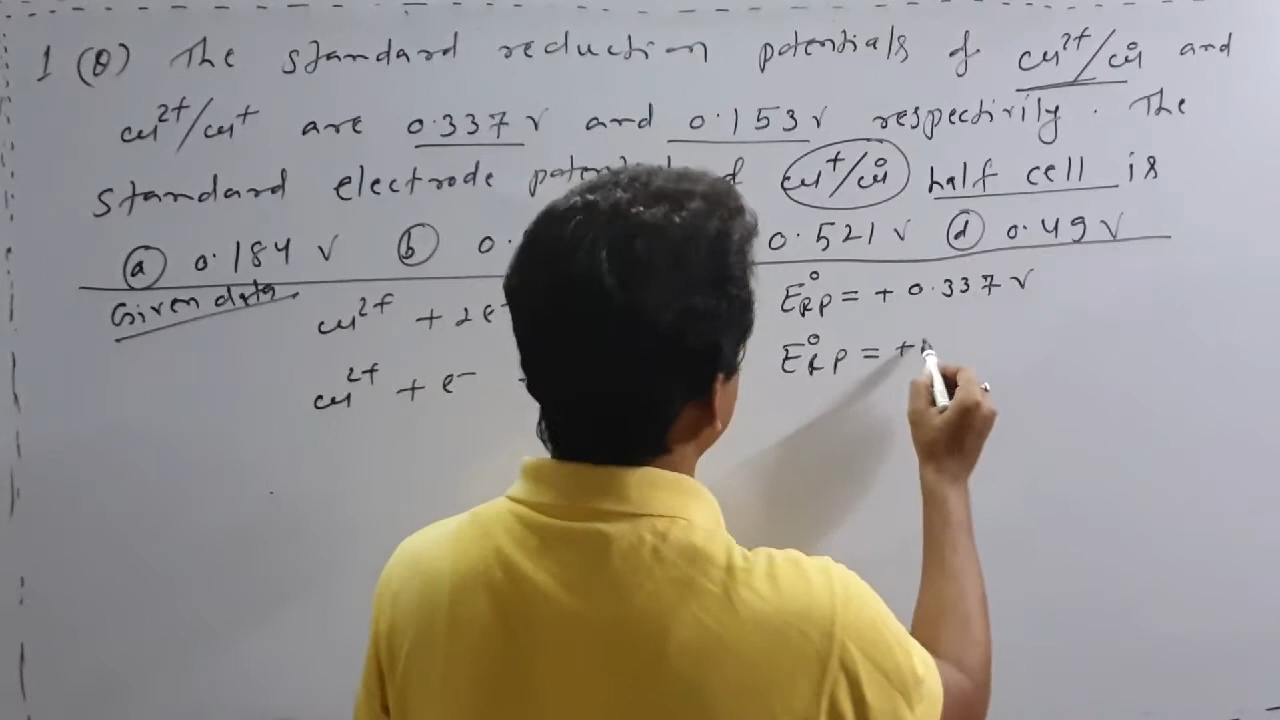 1 (Q) The standard reduction potentials of Cu²⁺/Cu° and
Cu²⁺/Cu⁺ are 0.337 V and 0.153 V respectivily. The
standard electrode of Cu⁺/Cu° half cell is
(a) 0.184 V (b) 0. 0.521 V (d) 0.49 V
Given data
Cu²⁺ + 2e⁻ E°RP = + 0.337 V
Cu²⁺ + e⁻ E°RP = +